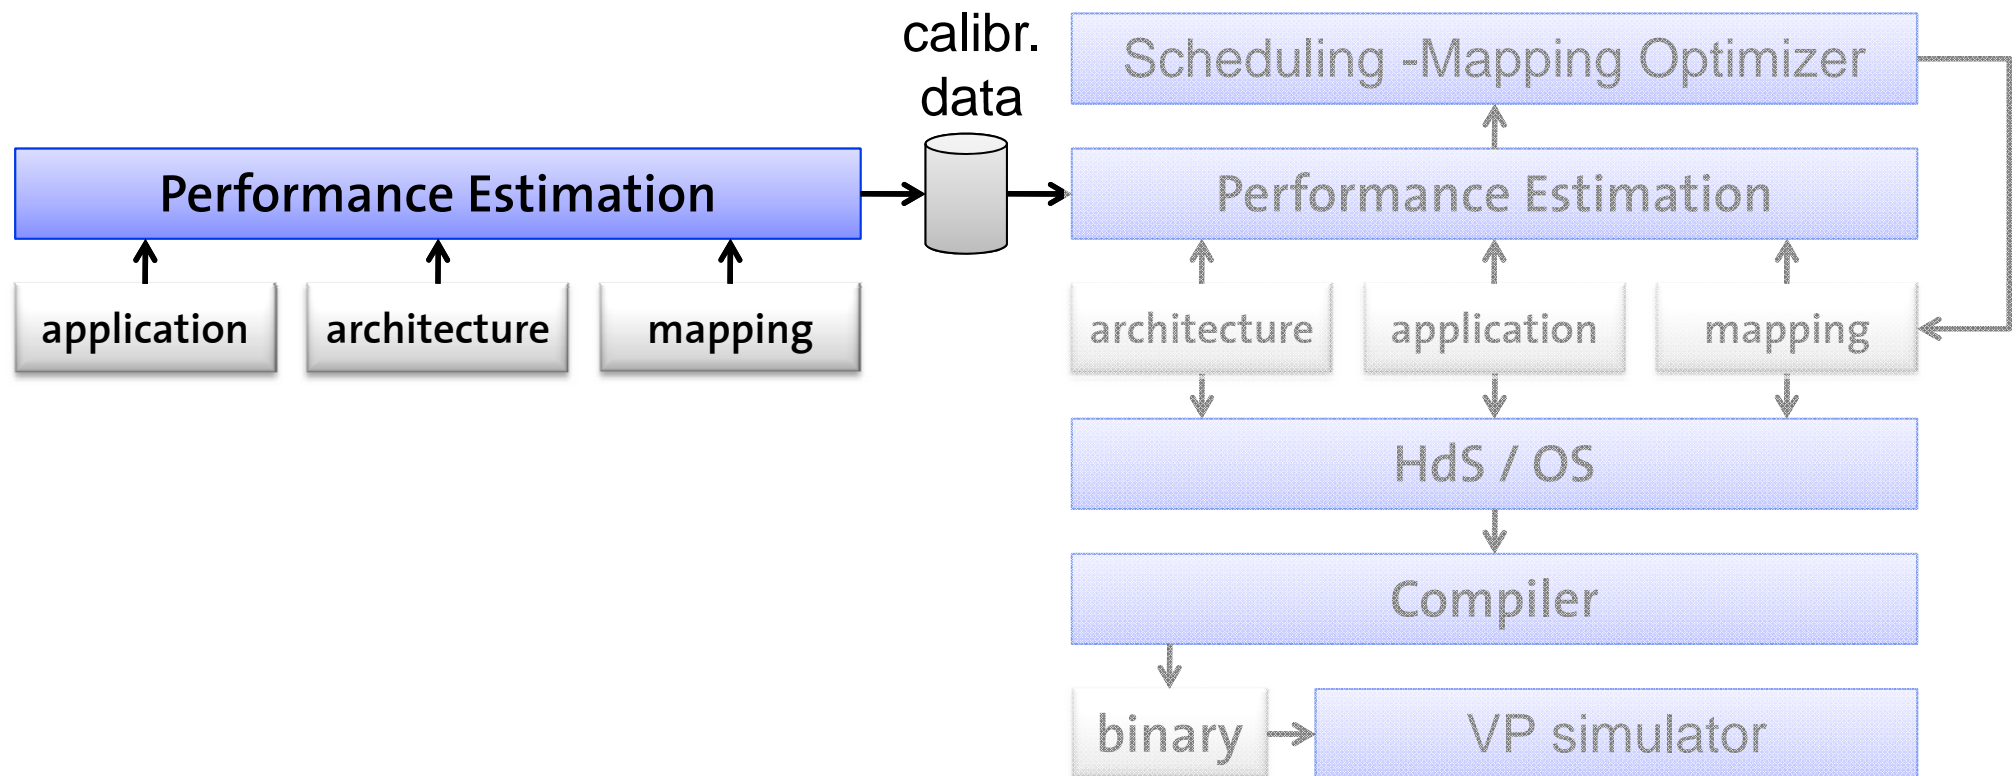 calibr.
data
Performance Estimation
application
architecture
mapping
Scheduling -Mapping Optimizer
Performance Estimation
architecture
application
mapping
HdS / OS
Compiler
binary
VP simulator